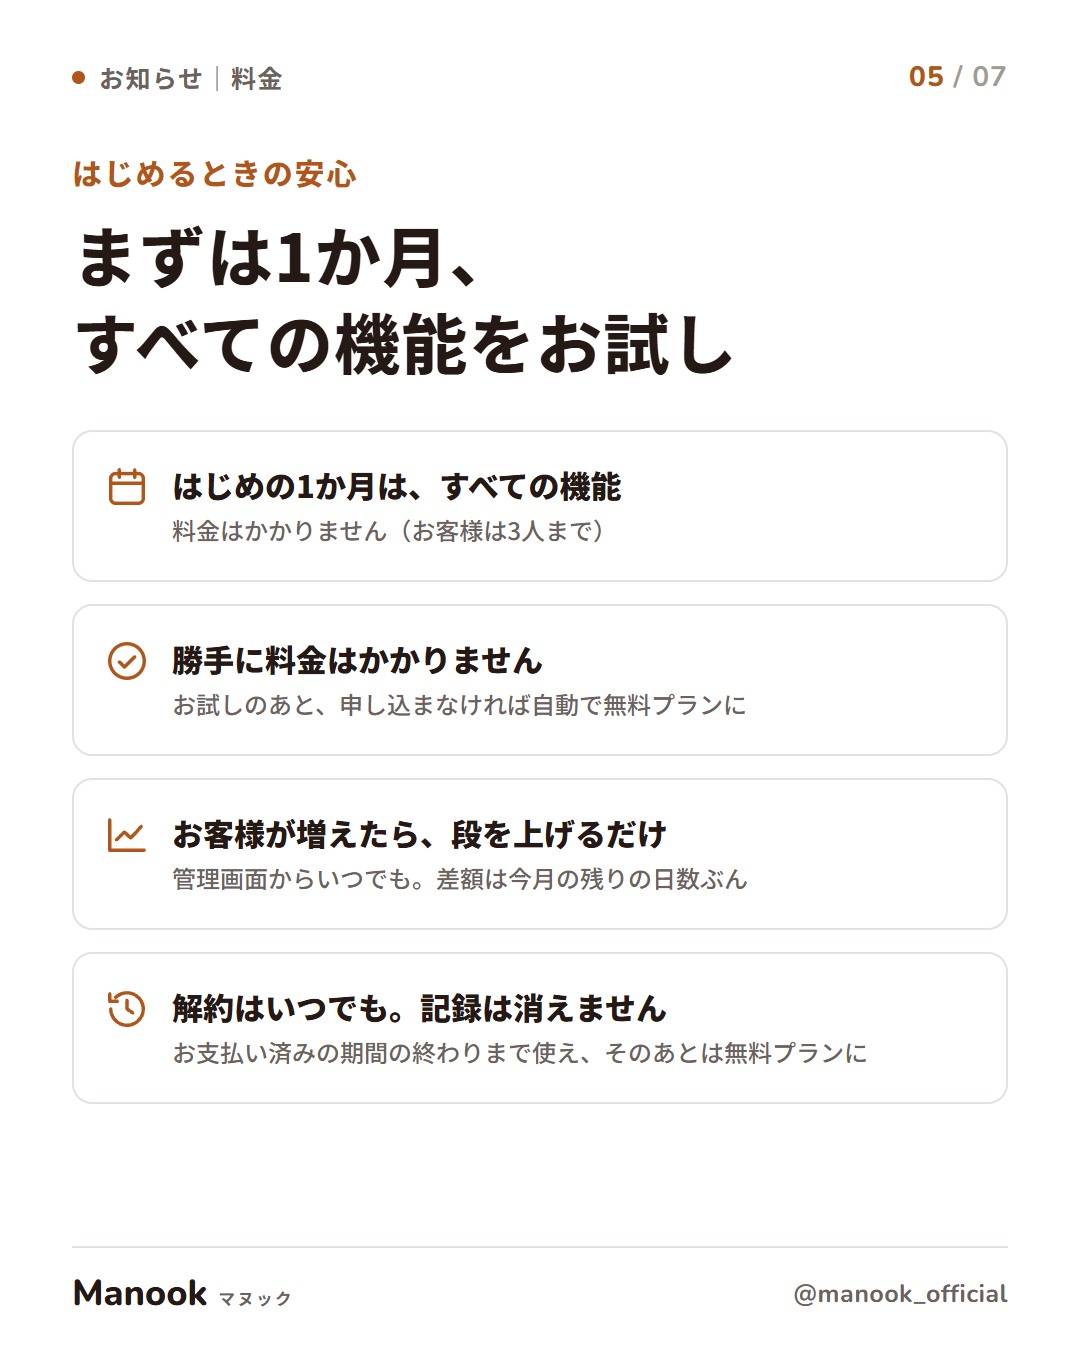 お知らせ｜料金
05 / 07
はじめるときの安心
まずは1か月、
すべての機能をお試し
はじめの1か月は、すべての機能
料金はかかりません（お客様は3人まで）
勝手に料金はかかりません
お試しのあと、申し込まなければ自動で無料プランに
お客様が増えたら、段を上げるだけ
管理画面からいつでも。差額は今月の残りの日数ぶん
解約はいつでも。記録は消えません
お支払い済みの期間の終わりまで使え、そのあとは無料プランに
Manook マヌック
@manook_official